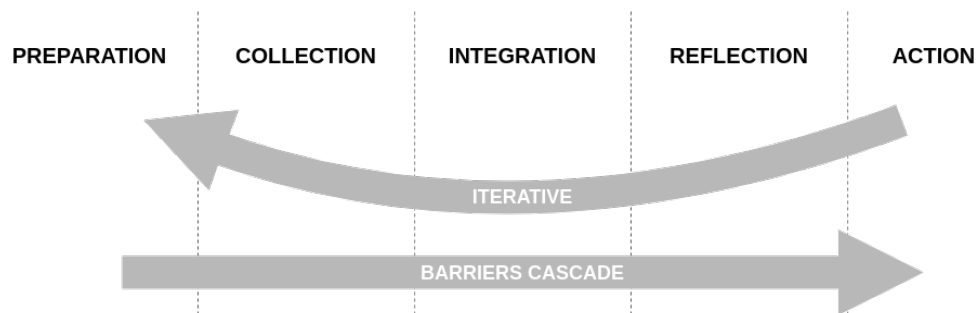 PREPARATION COLLECTION INTEGRATION REFLECTION ACTION
ITERATIVE
BARRIERS CASCADE